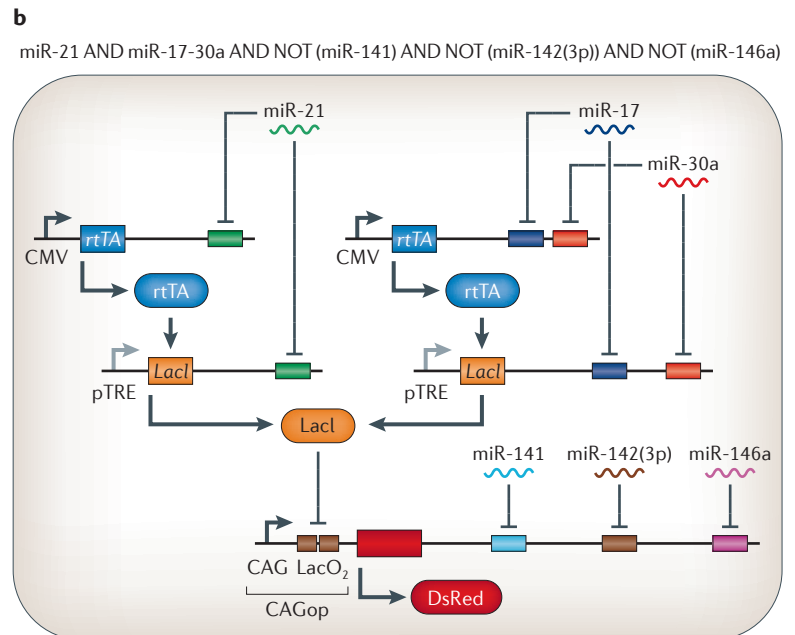 b
miR-21 AND miR-17-30a AND NOT (miR-141) AND NOT (miR-142(3p)) AND NOT (miR-146a)
miR-21
miR-17
miR-30a
rtTA
CMV
rtTA
CMV
rtTA
rtTA
LacI
pTRE
LacI
pTRE
LacI
miR-141
miR-142(3p)
miR-146a
CAG LacO₂
CAGop
DsRed